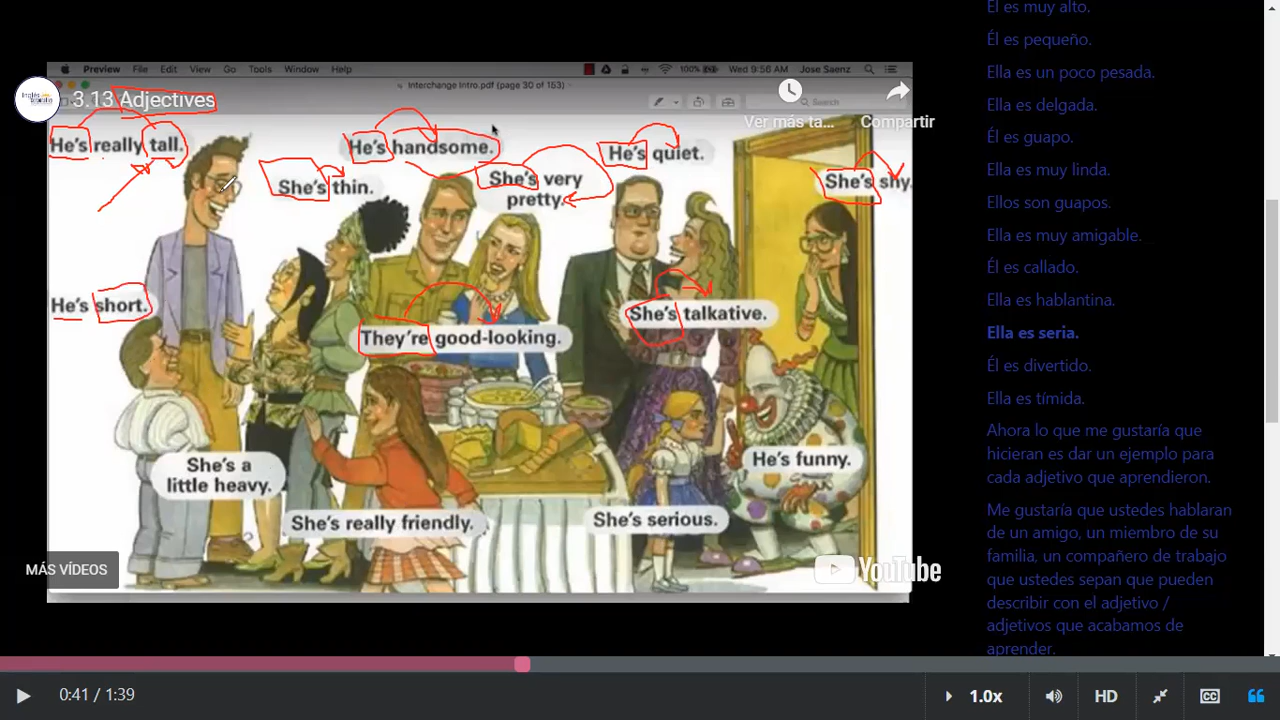 Preview File Edit View Go Tools Window Help
100% Wed 9:56 AM Jose Saenz
Interchange Intro.pdf (page 30 of 153)
Search
3.13 Adjectives
Ver más ta...
Compartir
He's really tall.
He's handsome.
He's quiet.
She's thin.
She's very
pretty.
She's shy
He's short.
They're good-looking.
She's talkative.
She's a
little heavy.
He's funny.
She's really friendly.
She's serious.
MÁS VÍDEOS
YouTube
0:41 / 1:39
1.0x
HD
CC
Él es muy alto.
Él es pequeño.
Ella es un poco pesada.
Ella es delgada.
Él es guapo.
Ella es muy linda.
Ellos son guapos.
Ella es muy amigable.
Él es callado.
Ella es hablantina.
Ella es seria.
Él es divertido.
Ella es tímida.
Ahora lo que me gustaría que
hicieran es dar un ejemplo para
cada adjetivo que aprendieron.
Me gustaría que ustedes hablaran
de un amigo, un miembro de su
familia, un compañero de trabajo
que ustedes sepan que pueden
describir con el adjetivo /
adjetivos que acabamos de
aprender.